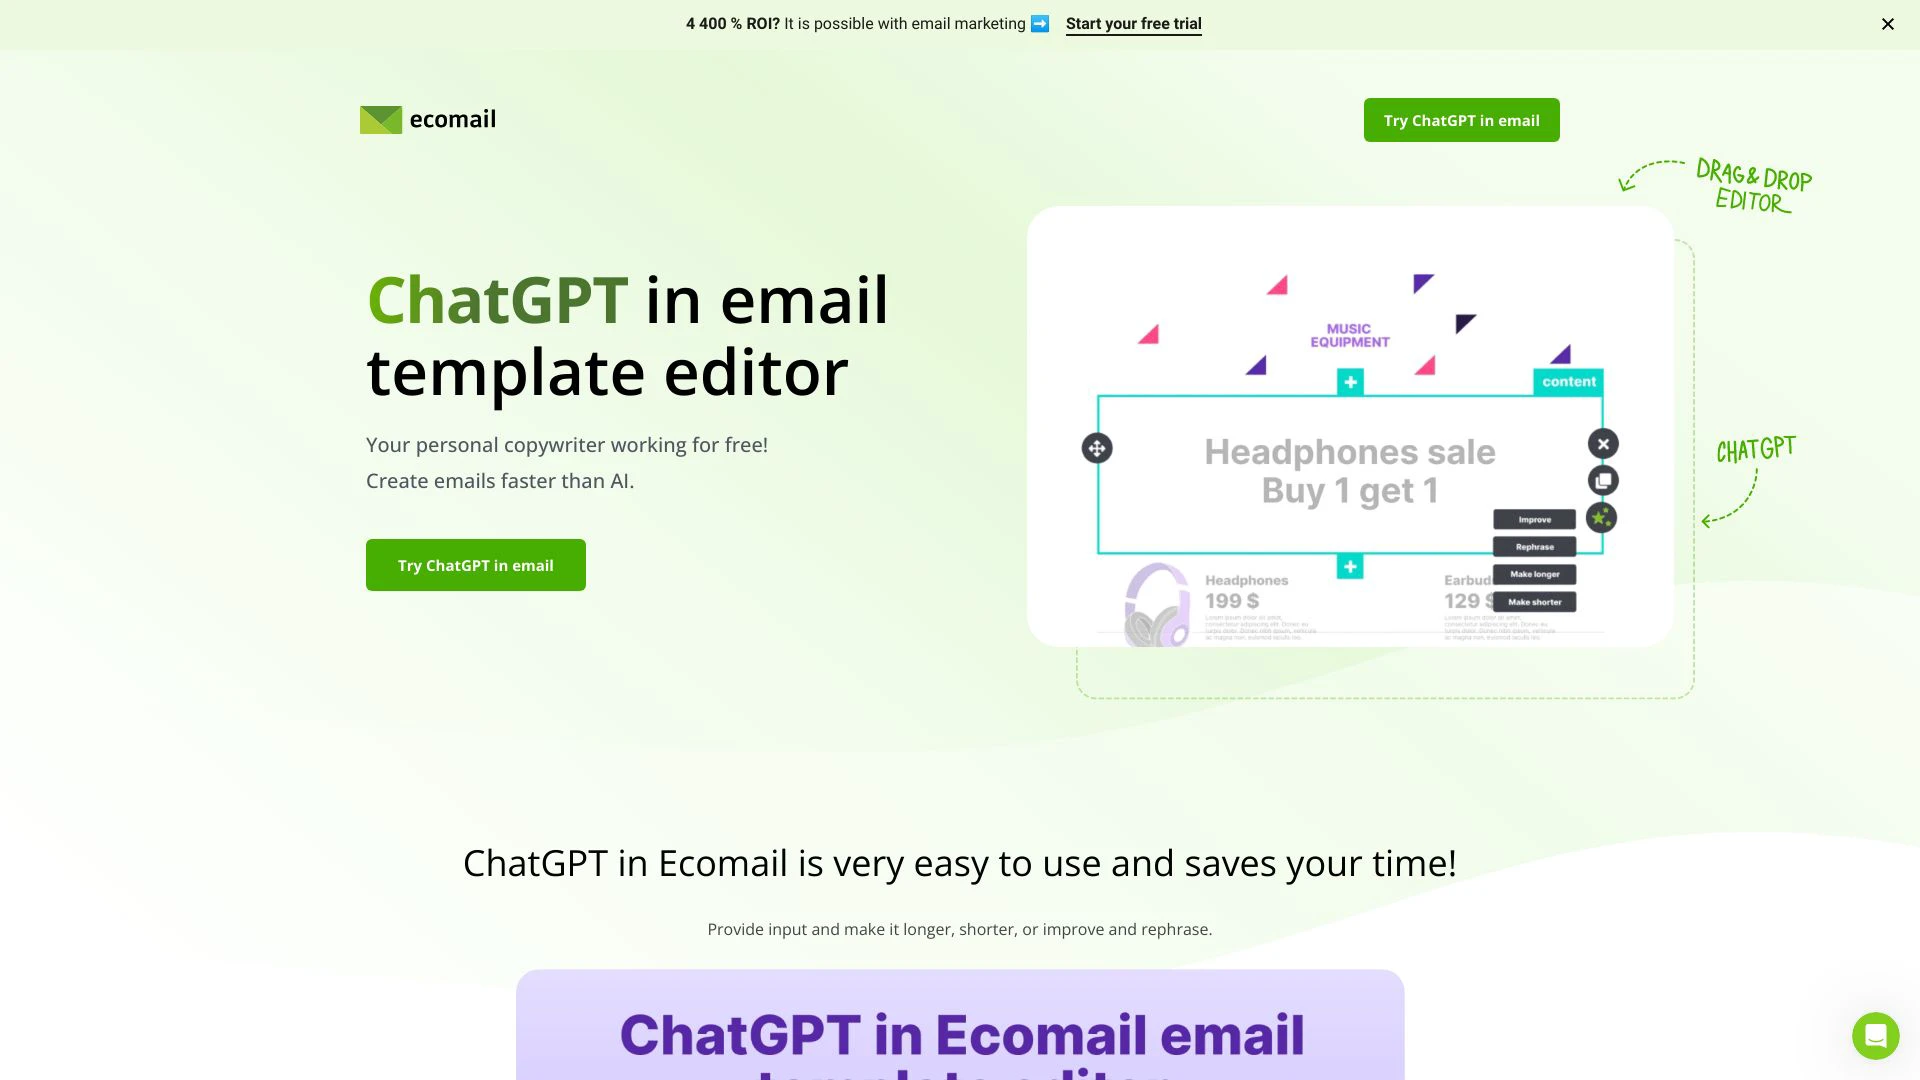 4 400 % ROI? It is possible with email marketing ➡️ Start your free trial
ecomail
Try ChatGPT in email
DRAG & DROP
EDITOR
ChatGPT in email
template editor
Your personal copywriter working for free!
Create emails faster than AI.
Try ChatGPT in email
MUSIC
EQUIPMENT
content
Headphones sale
Buy 1 get 1
Improve
Rephrase
Make longer
Make shorter
Headphones
199 $
Earbud
129 $
CHATGPT
ChatGPT in Ecomail is very easy to use and saves your time!
Provide input and make it longer, shorter, or improve and rephrase.
ChatGPT in Ecomail email
template editor